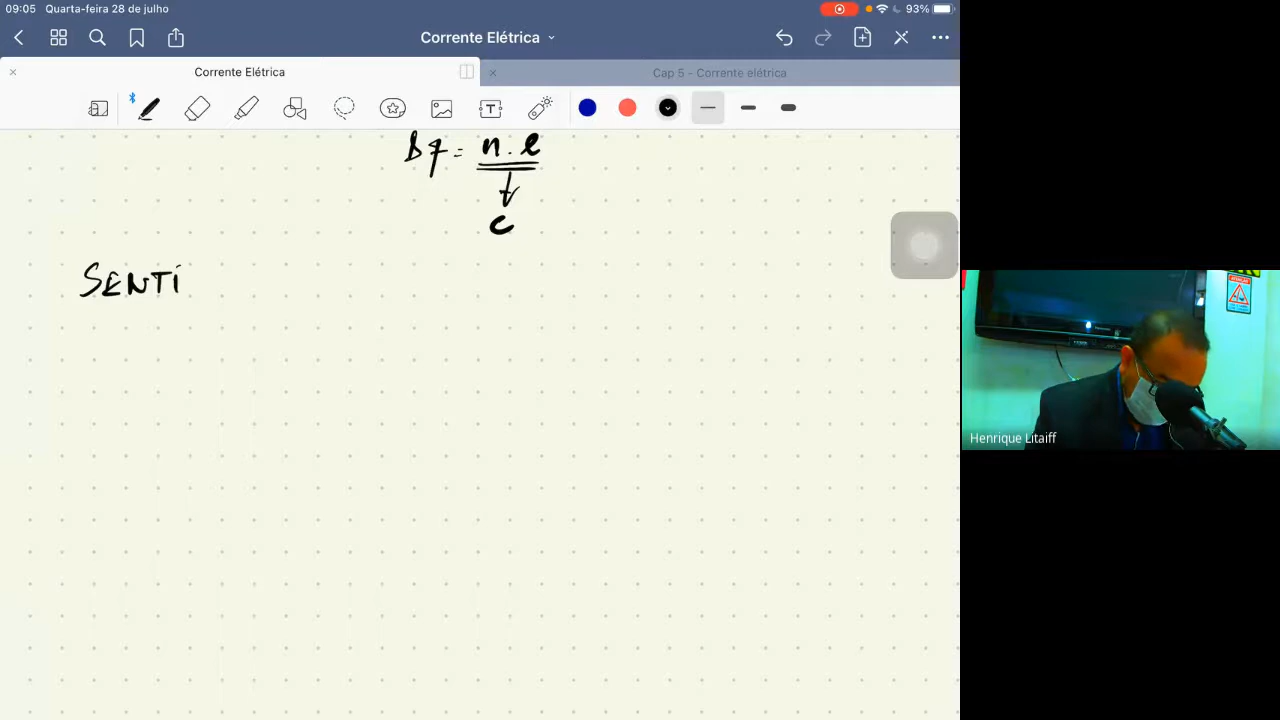 09:05 Quarta-feira 28 de julho 93%
Corrente Elétrica
Corrente Elétrica Cap 5 - Corrente elétrica
Δq = n.e
C
SENTI
Henrique Litaiff